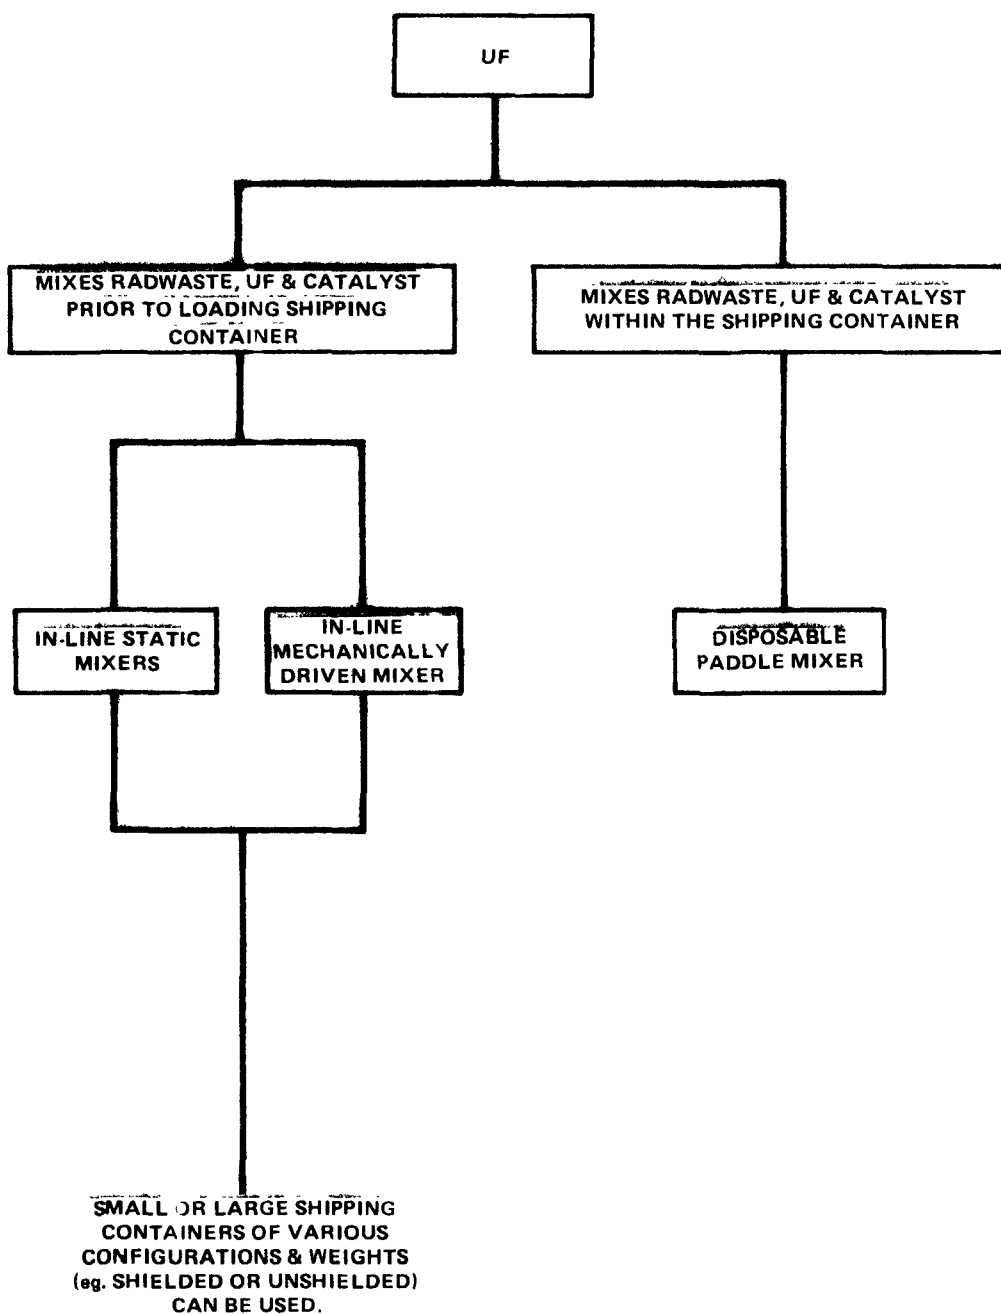 UF
MIXES RADWASTE, UF & CATALYST
PRIOR TO LOADING SHIPPING
CONTAINER
MIXES RADWASTE, UF & CATALYST
WITHIN THE SHIPPING CONTAINER
IN-LINE STATIC
MIXERS
IN-LINE
MECHANICALLY
DRIVEN MIXER
DISPOSABLE
PADDLE MIXER
SMALL OR LARGE SHIPPING
CONTAINERS OF VARIOUS
CONFIGURATIONS & WEIGHTS
(eg. SHIELDED OR UNSHIELDED)
CAN BE USED.